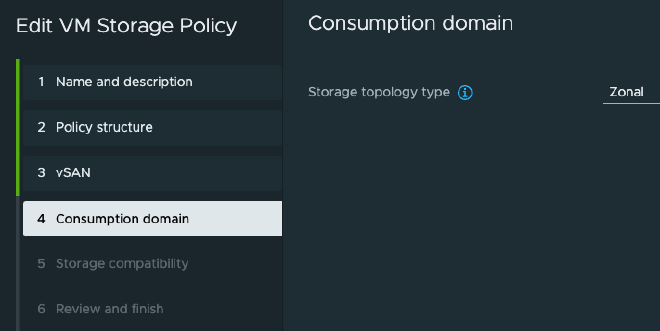 Edit VM Storage Policy
1 Name and description
2 Policy structure
3 vSAN
4 Consumption domain
5 Storage compatibility
6 Review and finish
Consumption domain
Storage topology type
Zonal